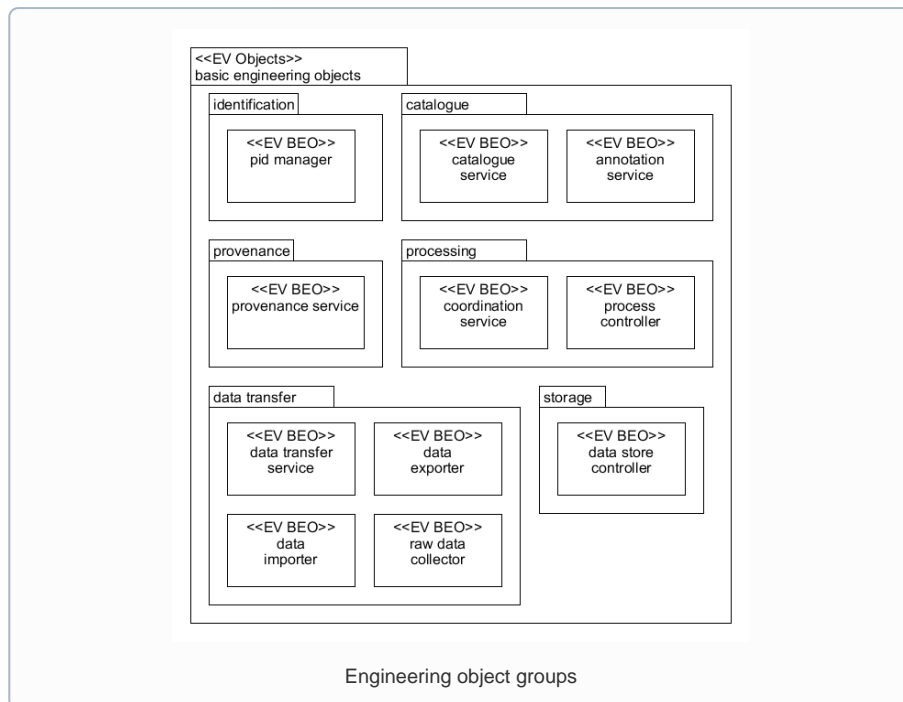 <<EV Objects>>
basic engineering objects
identification
<<EV BEO>>
pid manager
catalogue
<<EV BEO>>
catalogue
service
<<EV BEO>>
annotation
service
provenance
<<EV BEO>>
provenance service
processing
<<EV BEO>>
coordination
service
<<EV BEO>>
process
controller
data transfer
<<EV BEO>>
data transfer
service
<<EV BEO>>
data
exporter
<<EV BEO>>
data
importer
<<EV BEO>>
raw data
collector
storage
<<EV BEO>>
data store
controller
Engineering object groups